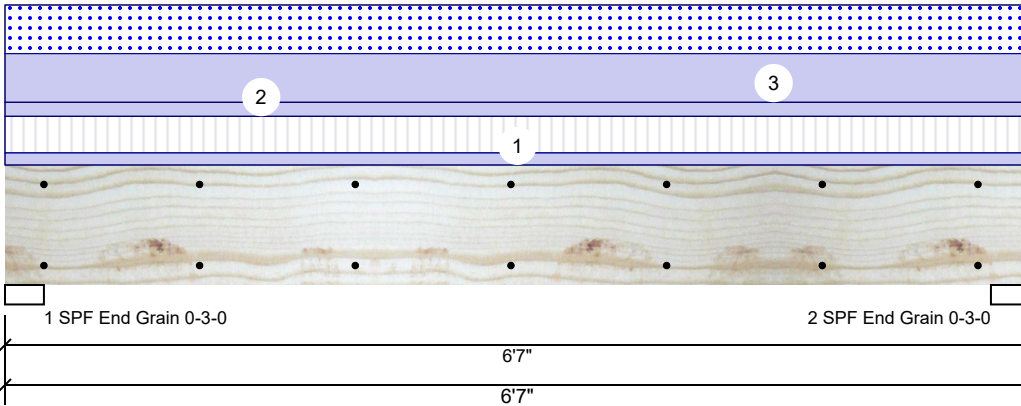 3
2
1
1 SPF End Grain 0-3-0
2 SPF End Grain 0-3-0
6'7"
6'7"